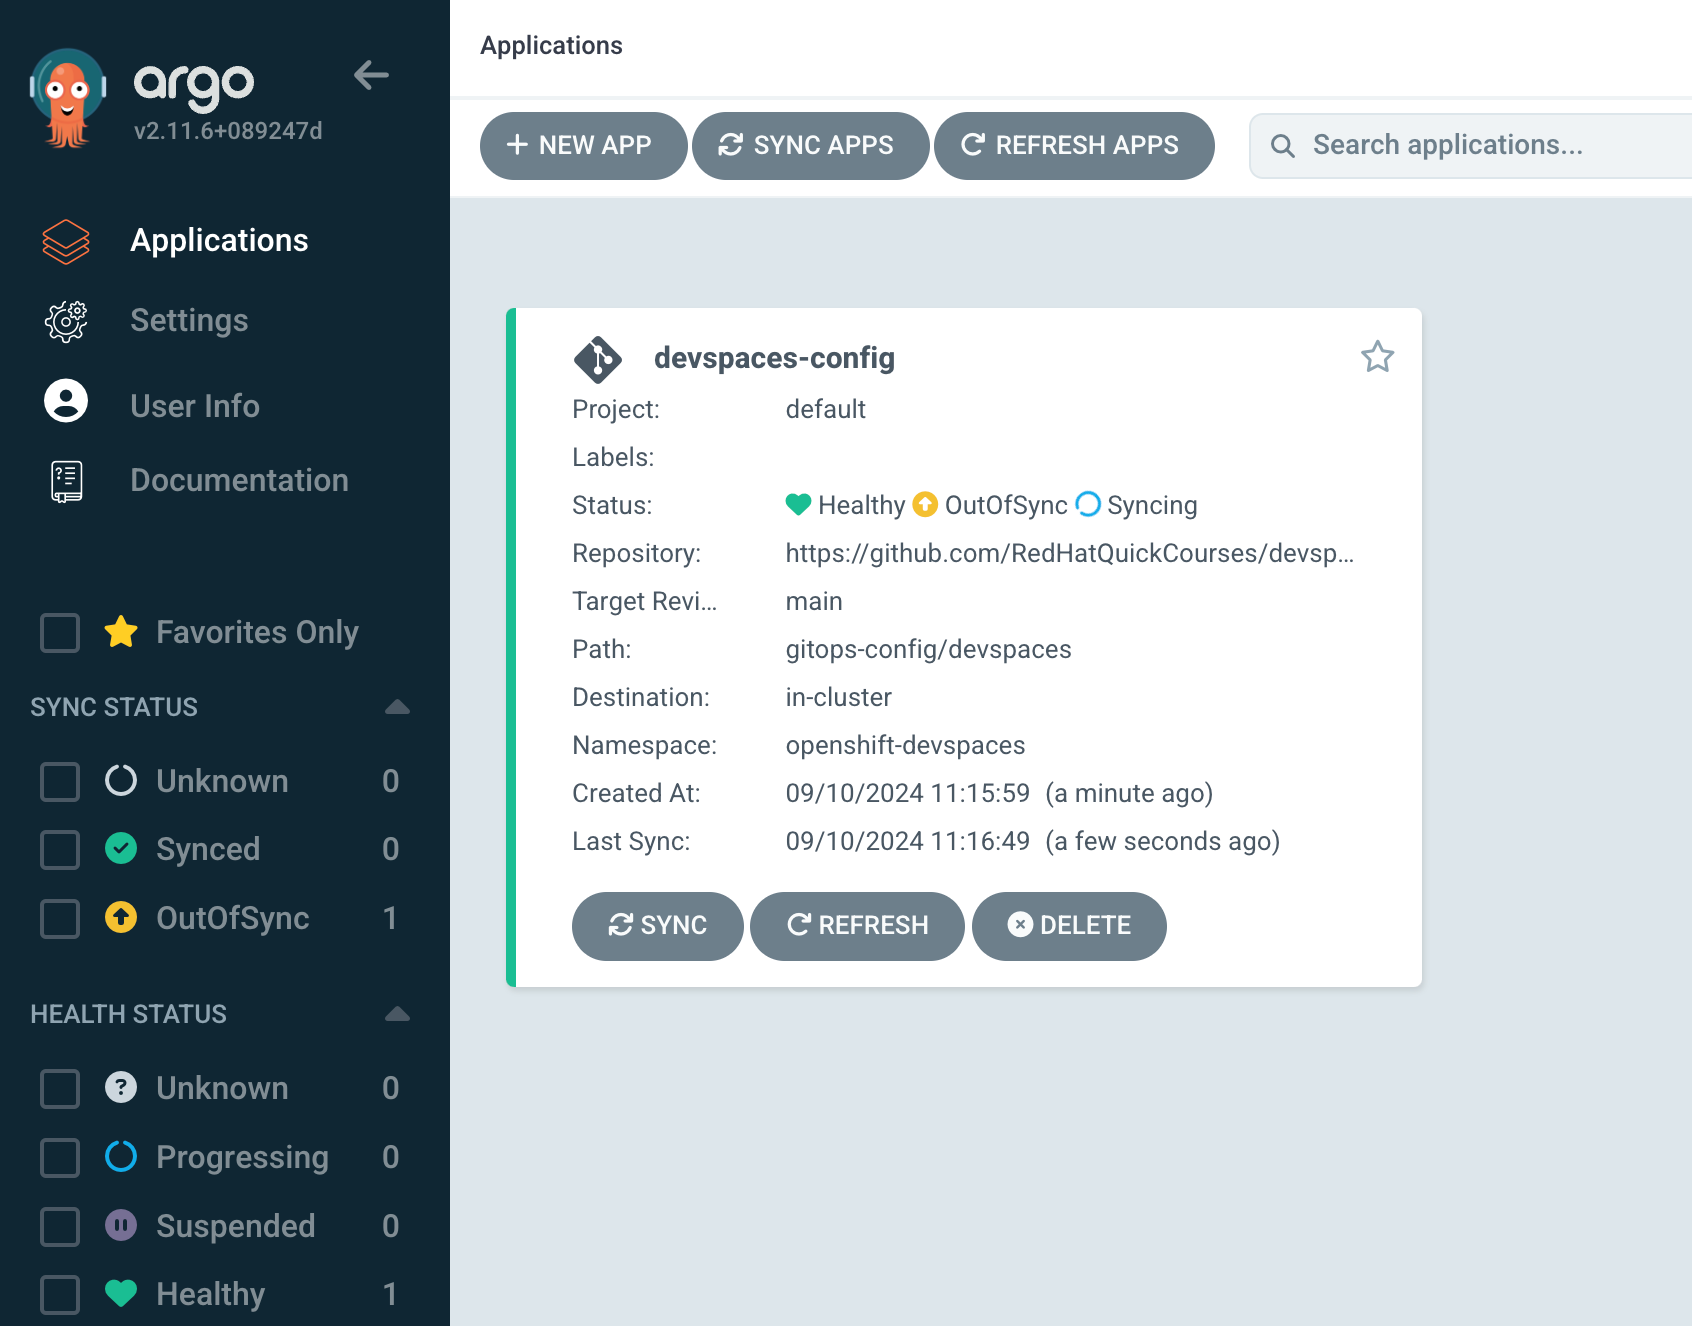 argo
v2.11.6+089247d
Applications
Settings
User Info
Documentation
Favorites Only
SYNC STATUS
Unknown 0
Synced 0
OutOfSync 1
HEALTH STATUS
Unknown 0
Progressing 0
Suspended 0
Healthy 1
Applications
NEW APP SYNC APPS REFRESH APPS Search applications...
devspaces-config
Project: default
Labels:
Status: Healthy OutOfSync Syncing
Repository: https://github.com/RedHatQuickCourses/devsp...
Target Revi... main
Path: gitops-config/devspaces
Destination: in-cluster
Namespace: openshift-devspaces
Created At: 09/10/2024 11:15:59 (a minute ago)
Last Sync: 09/10/2024 11:16:49 (a few seconds ago)
SYNC REFRESH DELETE